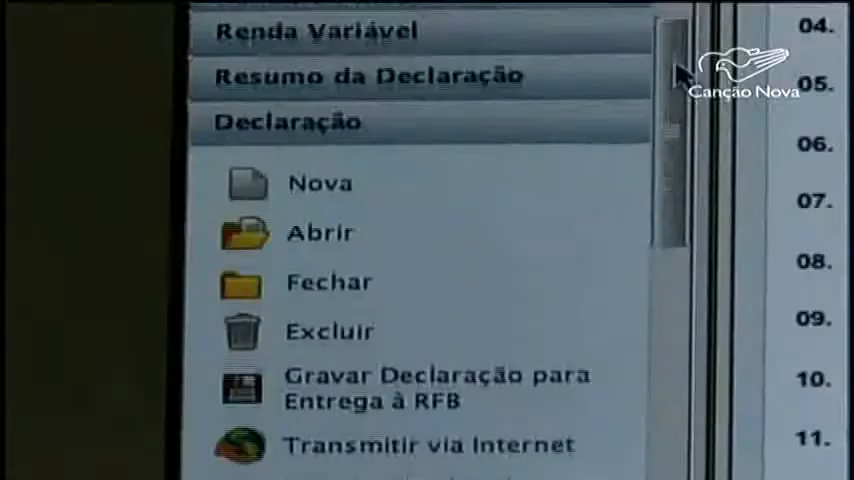 Renda Variável
Resumo da Declaração
Declaração
Nova
Abrir
Fechar
Excluir
Gravar Declaração para
Entrega à RFB
Transmitir via Internet
Canção Nova
04.
05.
06.
07.
08.
09.
10.
11.